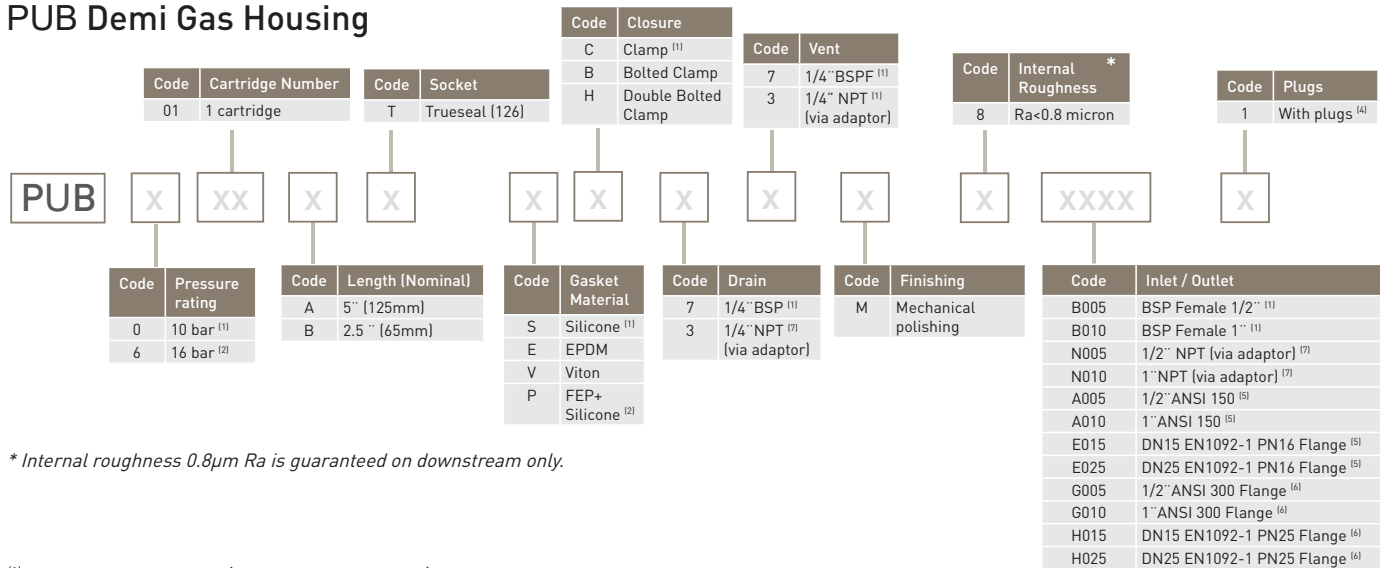 PUB Demi Gas Housing
Code Closure
C Clamp (1)
B Bolted Clamp
H Double Bolted
Clamp
Code Vent
7 1/4¨BSPF (1)
3 1/4” NPT (1)
(via adaptor)
Code Cartridge Number
01 1 cartridge
Code Socket
T Trueseal (126)
Code Internal *
Roughness
8 Ra<0.8 micron
Code Plugs
1 With plugs (4)
PUB X XX X X X X X X X X XXXX X
Code Pressure
rating
0 10 bar (1)
6 16 bar (2)
Code Length (Nominal)
A 5¨ (125mm)
B 2.5 ¨ (65mm)
Code Gasket
Material
S Silicone (1)
E EPDM
V Viton
P FEP+
Silicone (2)
Code Drain
7 1/4¨BSP (1)
3 1/4¨NPT (7)
(via adaptor)
Code Finishing
M Mechanical
polishing
Code Inlet / Outlet
B005 BSP Female 1/2¨ (1)
B010 BSP Female 1¨ (1)
N005 1/2¨ NPT (via adaptor) (7)
N010 1¨NPT (via adaptor) (7)
A005 1/2¨ANSI 150 (5)
A010 1¨ANSI 150 (5)
E015 DN15 EN1092-1 PN16 Flange (5)
E025 DN25 EN1092-1 PN16 Flange (5)
G005 1/2¨ANSI 300 Flange (6)
G010 1¨ANSI 300 Flange (6)
H015 DN15 EN1092-1 PN25 Flange (6)
H025 DN25 EN1092-1 PN25 Flange (6)
* Internal roughness 0.8µm Ra is guaranteed on downstream only.